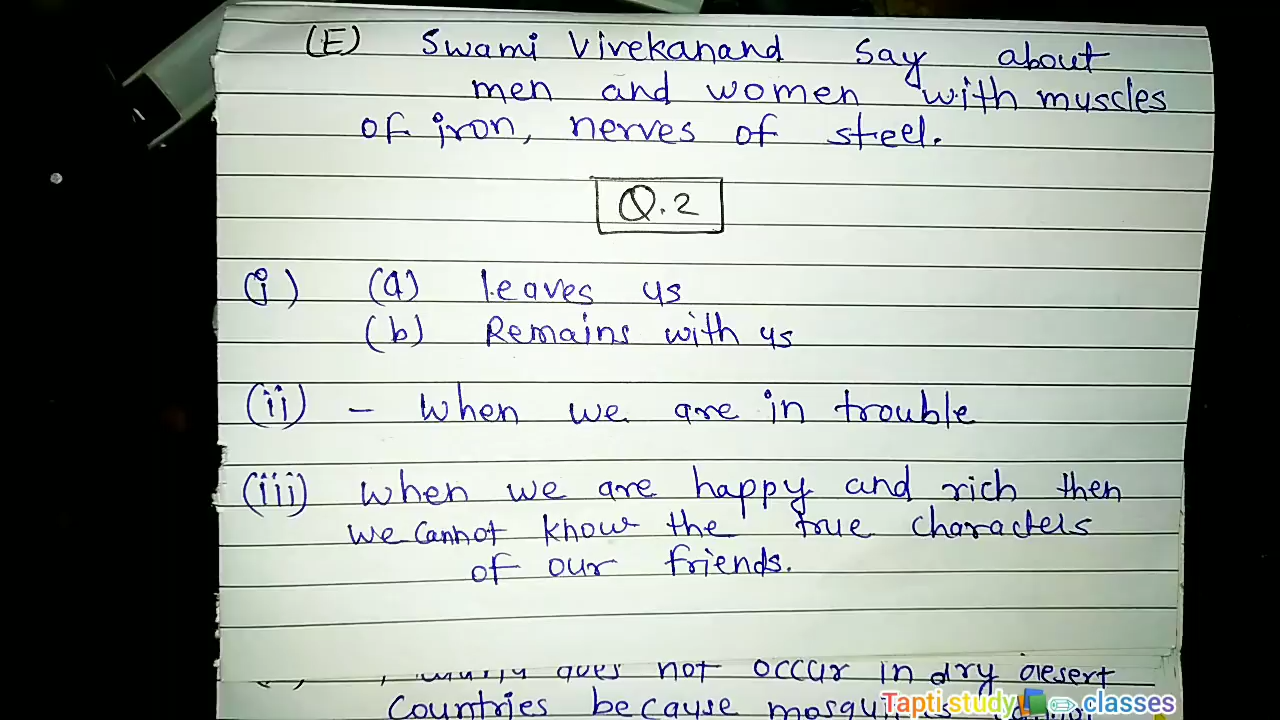 (E) Swami Vivekanand say about
men and women with muscles
of iron, nerves of steel.
Q.2
(i) (a) leaves us
(b) Remains with us
(ii) - when we are in trouble
(iii) when we are happy and rich then
we cannot know the true characters
of our friends.
does not occur in dry desert
countries because
Tapti study classes